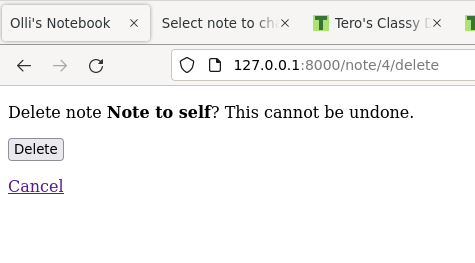 Olli's Notebook Select note to ch Tero's Classy
127.0.0.1:8000/note/4/delete
Delete note Note to self? This cannot be undone.
Delete
Cancel